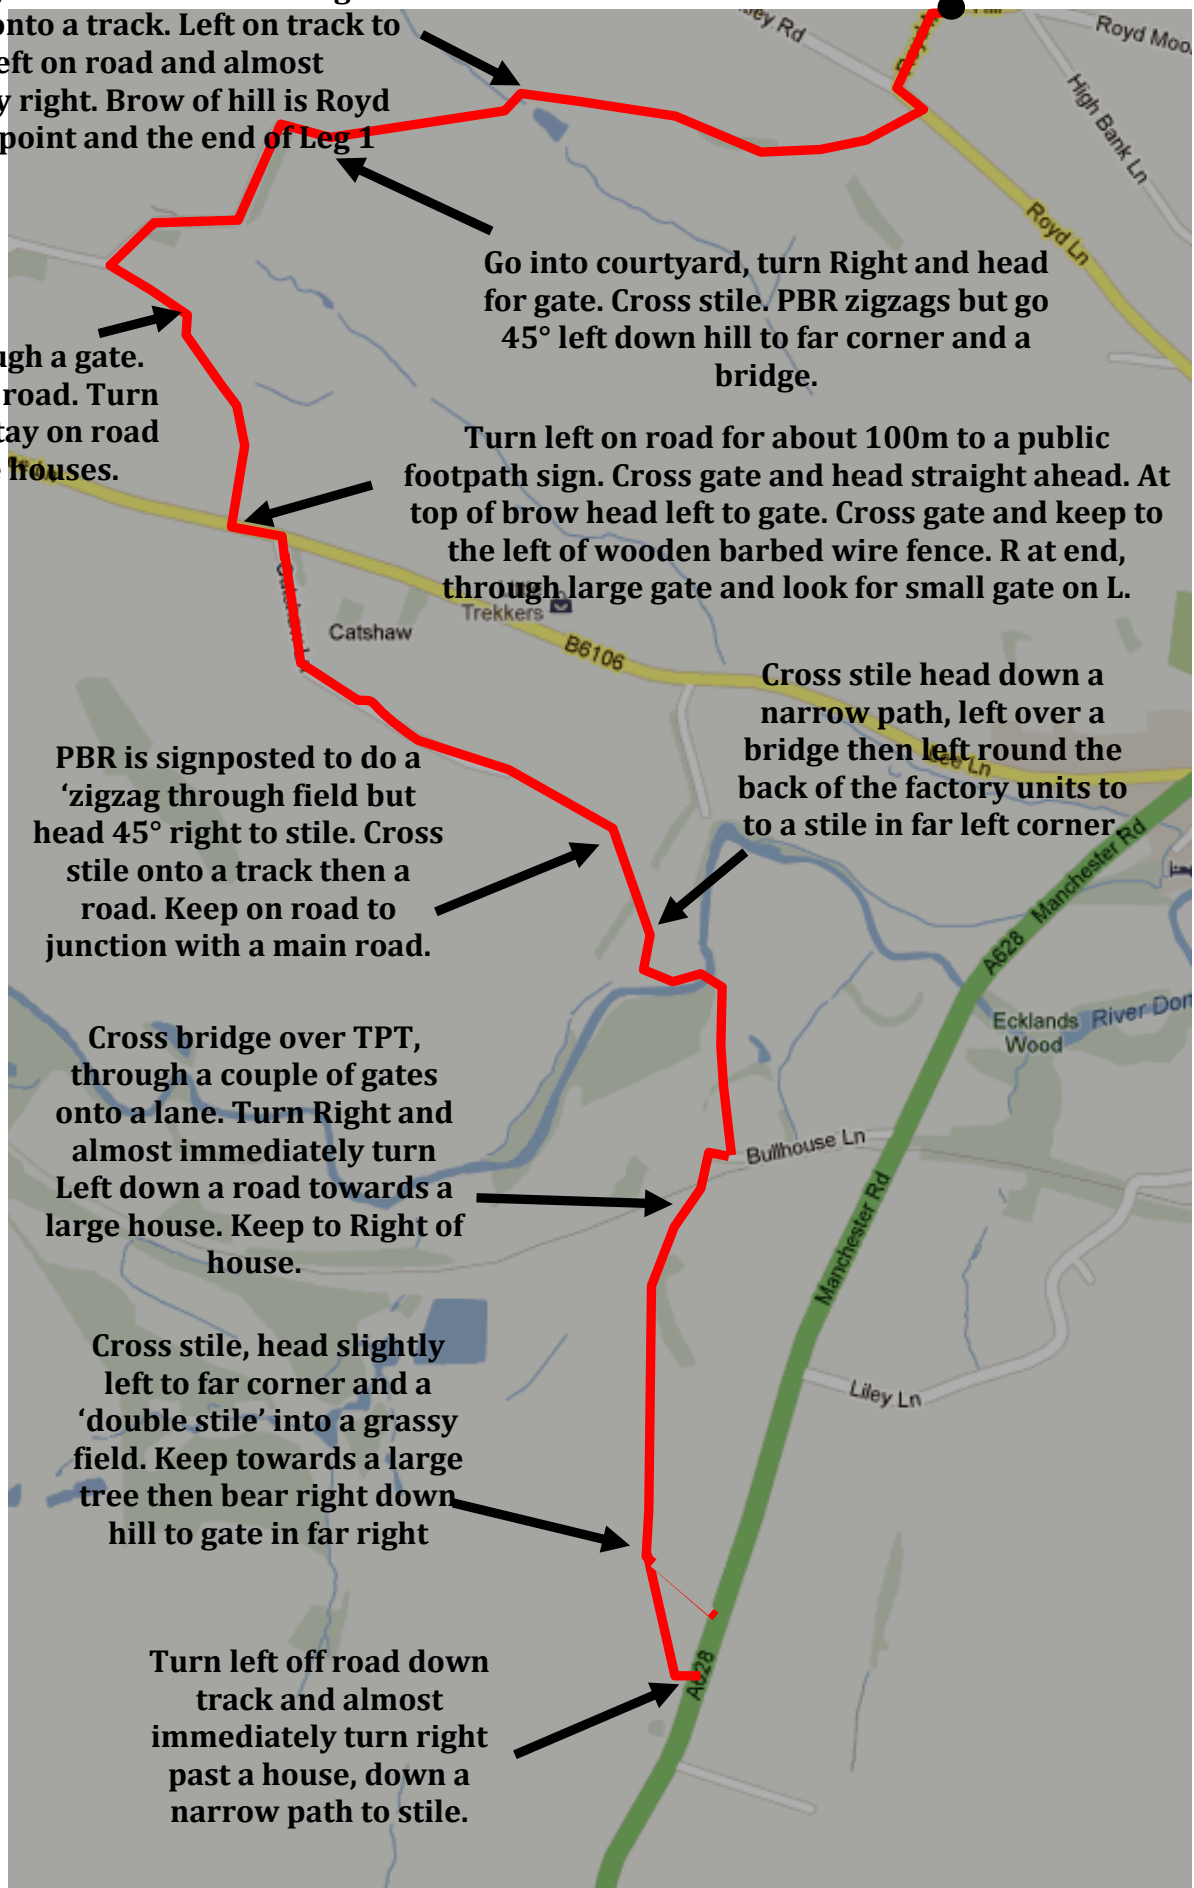 onto a track. Left on track to
left on road and almost
right. Brow of hill is Royd
point and the end of Leg 1
Royd Moor
High Bank Ln
Royd Ln
Go into courtyard, turn Right and head
for gate. Cross stile. PBR zigzags but go
45° left down hill to far corner and a
bridge.
a gate.
road. Turn
on road
houses.
Turn left on road for about 100m to a public
footpath sign. Cross gate and head straight ahead. At
top of brow head left to gate. Cross gate and keep to
the left of wooden barbed wire fence. R at end,
through large gate and look for small gate on L.
Little
Trekkers
Catshaw Ln
Catshaw
B6106
Cross stile head down a
narrow path, left over a
bridge then left round the
back of the factory units to
to a stile in far left corner.
Lee Ln
PBR is signposted to do a
‘zigzag through field but
head 45° right to stile. Cross
stile onto a track then a
road. Keep on road to
junction with a main road.
Manchester Rd
A628
Ecklands
Wood
River Don
Cross bridge over TPT,
through a couple of gates
onto a lane. Turn Right and
almost immediately turn
Left down a road towards a
large house. Keep to Right of
house.
Bullhouse Ln
Manchester Rd
Liley Ln
Cross stile, head slightly
left to far corner and a
‘double stile’ into a grassy
field. Keep towards a large
tree then bear right down
hill to gate in far right
A628
Turn left off road down
track and almost
immediately turn right
past a house, down a
narrow path to stile.